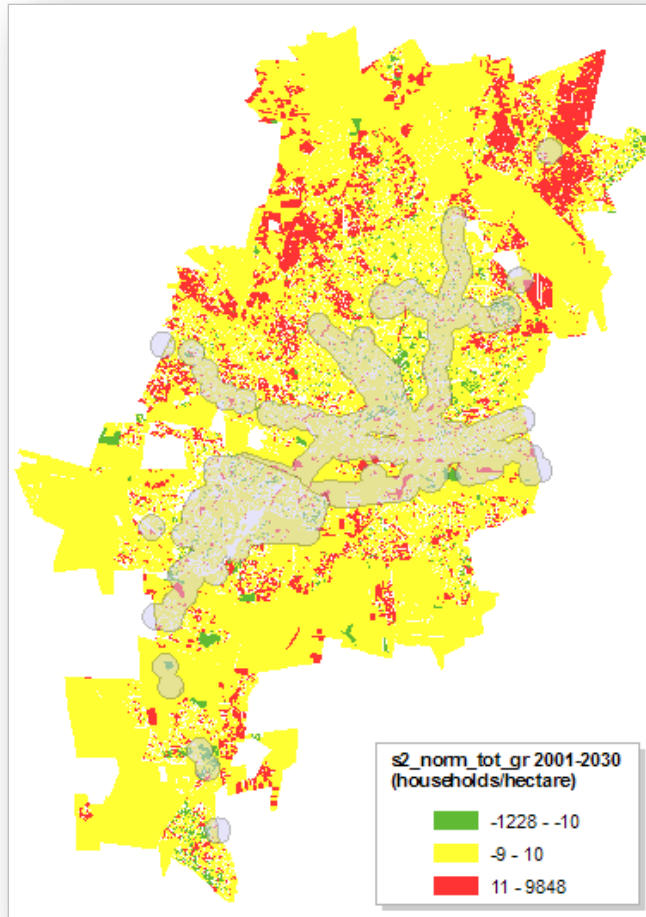 s2_norm_tot_gr 2001-2030
(households/hectare)
-1228 - -10
-9 - 10
11 - 9848